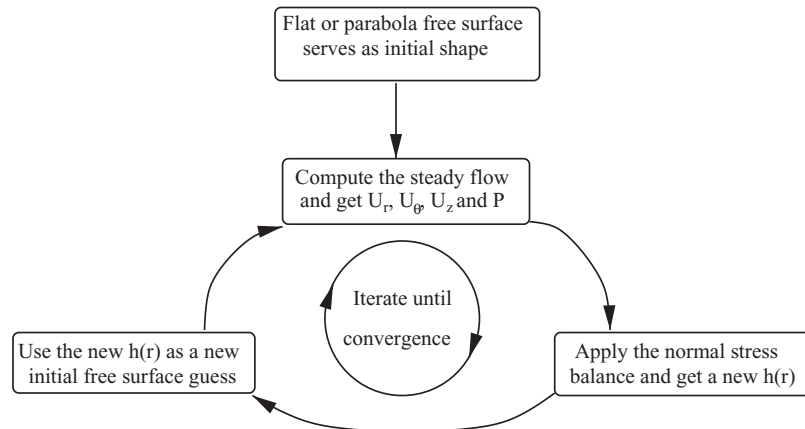 Flat or parabola free surface
serves as initial shape
Compute the steady flow
and get Ur, Uθ, Uz and P
Iterate until
convergence
Use the new h(r) as a new
initial free surface guess
Apply the normal stress
balance and get a new h(r)